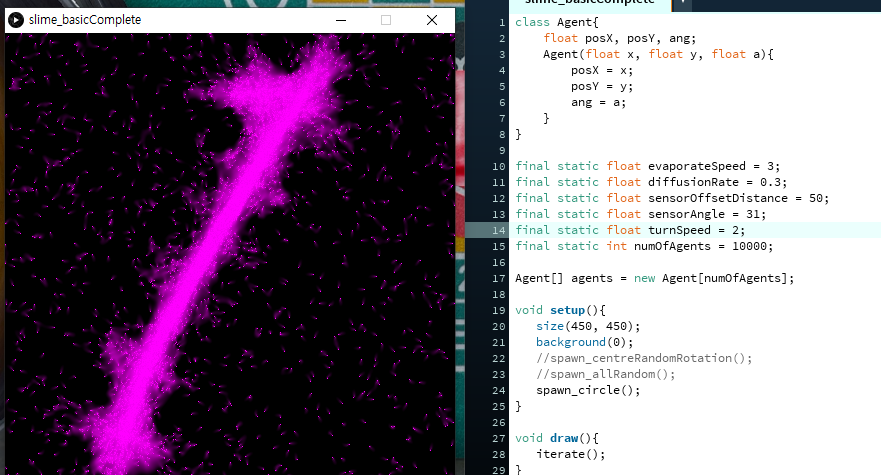 slime_basicComplete
slime_basicComplete
1 class Agent{
2 float posX, posY, ang;
3 Agent(float x, float y, float a){
4 posX = x;
5 posY = y;
6 ang = a;
7 }
8 }
9
10 final static float evaporateSpeed = 3;
11 final static float diffusionRate = 0.3;
12 final static float sensorOffsetDistance = 50;
13 final static float sensorAngle = 31;
14 final static float turnSpeed = 2;
15 final static int numOfAgents = 10000;
16
17 Agent[] agents = new Agent[numOfAgents];
18
19 void setup(){
20 size(450, 450);
21 background(0);
22 //spawn_centreRandomRotation();
23 //spawn_allRandom();
24 spawn_circle();
25 }
26
27 void draw(){
28 iterate();
29 }